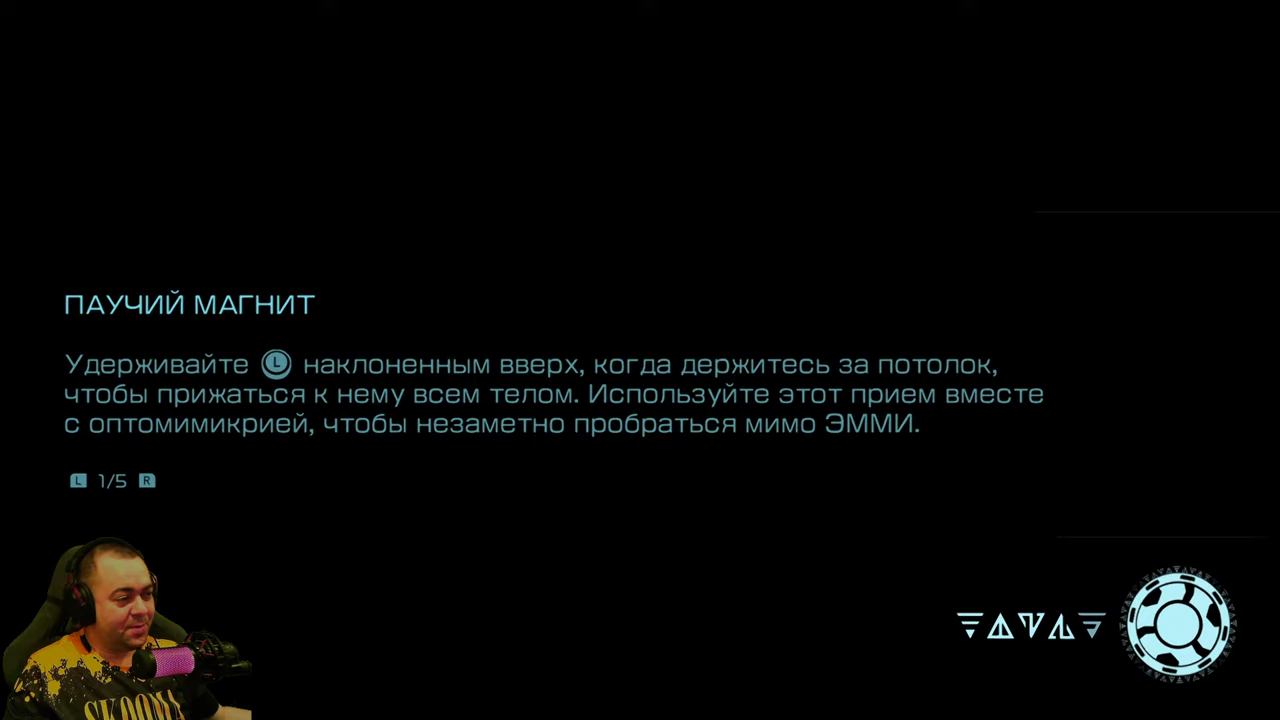 ПАУЧИЙ МАГНИТ
Удерживайте L наклоненным вверх, когда держитесь за потолок,
чтобы прижаться к нему всем телом. Используйте этот прием вместе
с оптомимикрией, чтобы незаметно пробраться мимо ЭММИ.
L 1/5 R
SKOOMA